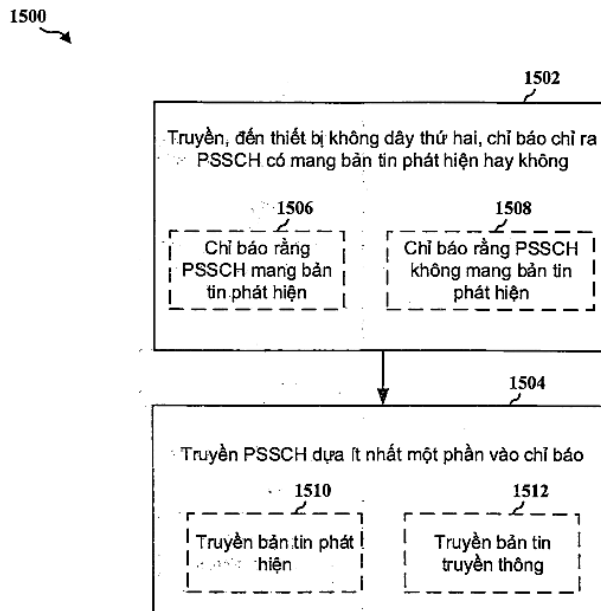 1500
1502
Truyền, đến thiết bị không dây thứ hai, chỉ báo chỉ ra
PSSCH có mang bản tin phát hiện hay không
1506
1508
Chỉ báo rằng
PSSCH mang bản
tin phát hiện
Chỉ báo rằng PSSCH
không mang bản tin
phát hiện
1504
Truyền PSSCH dựa ít nhất một phần vào chỉ báo
1510
1512
Truyền bản tin phát
hiện
Truyền bản tin
truyền thông